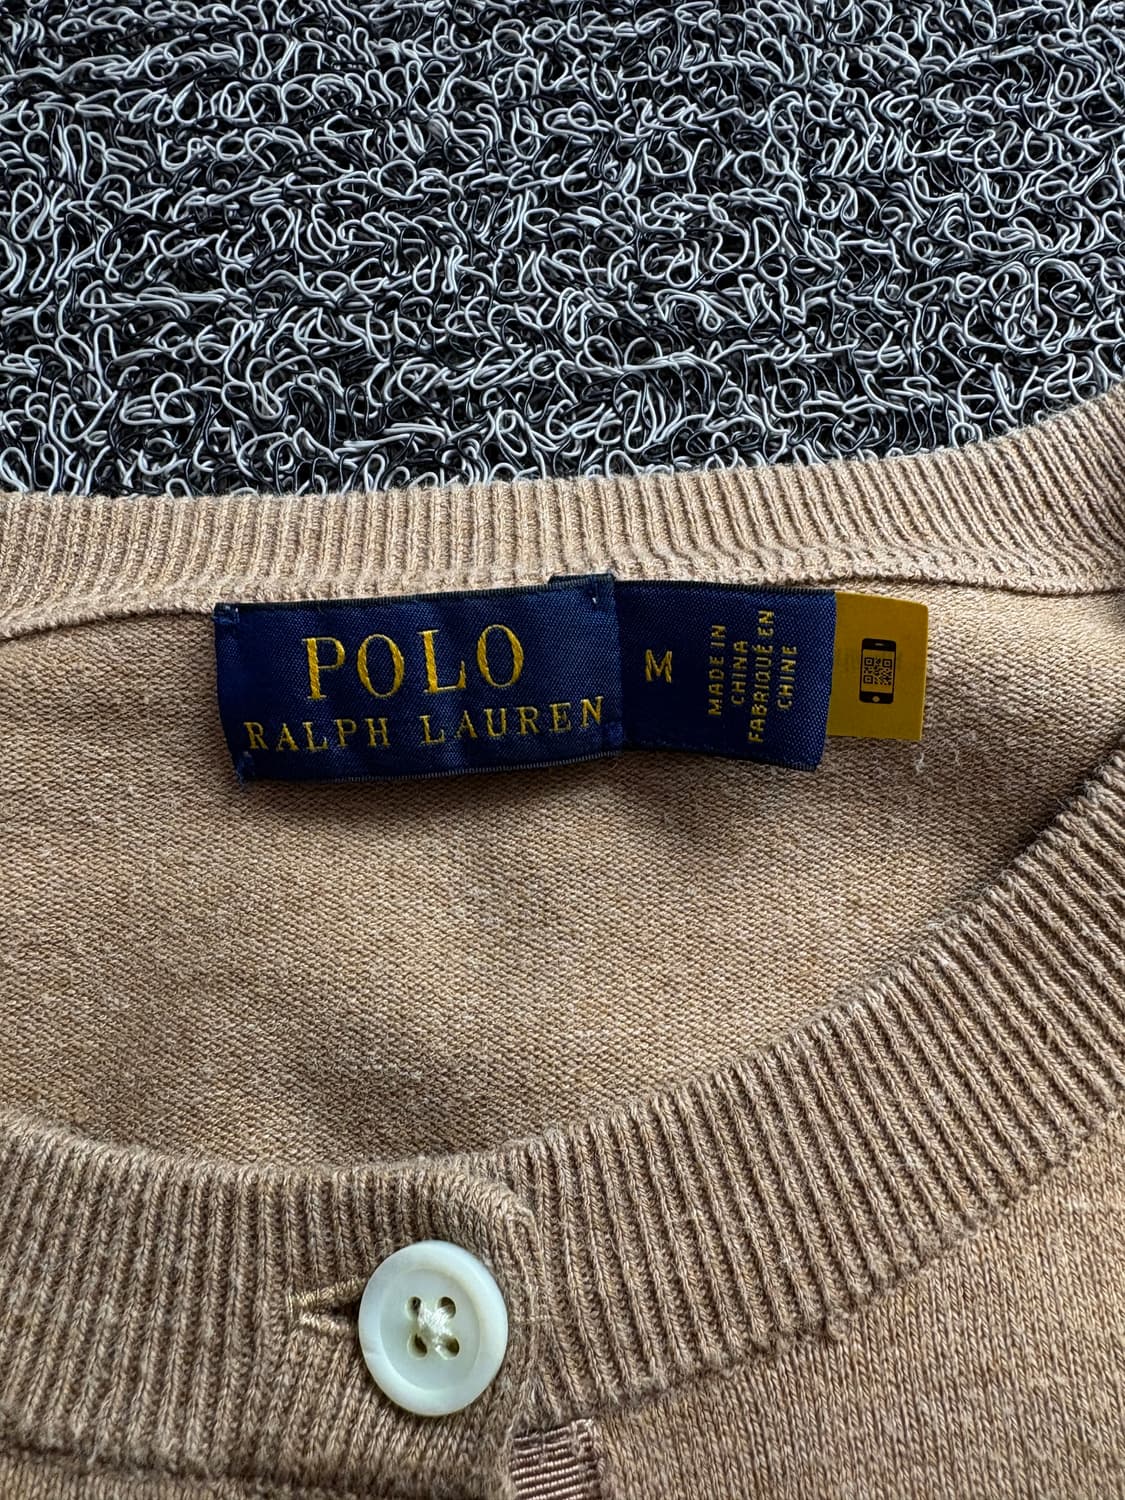 POLO
RALPH LAUREN
M
MADE IN
CHINA
FABRIQUÉ EN
CHINE